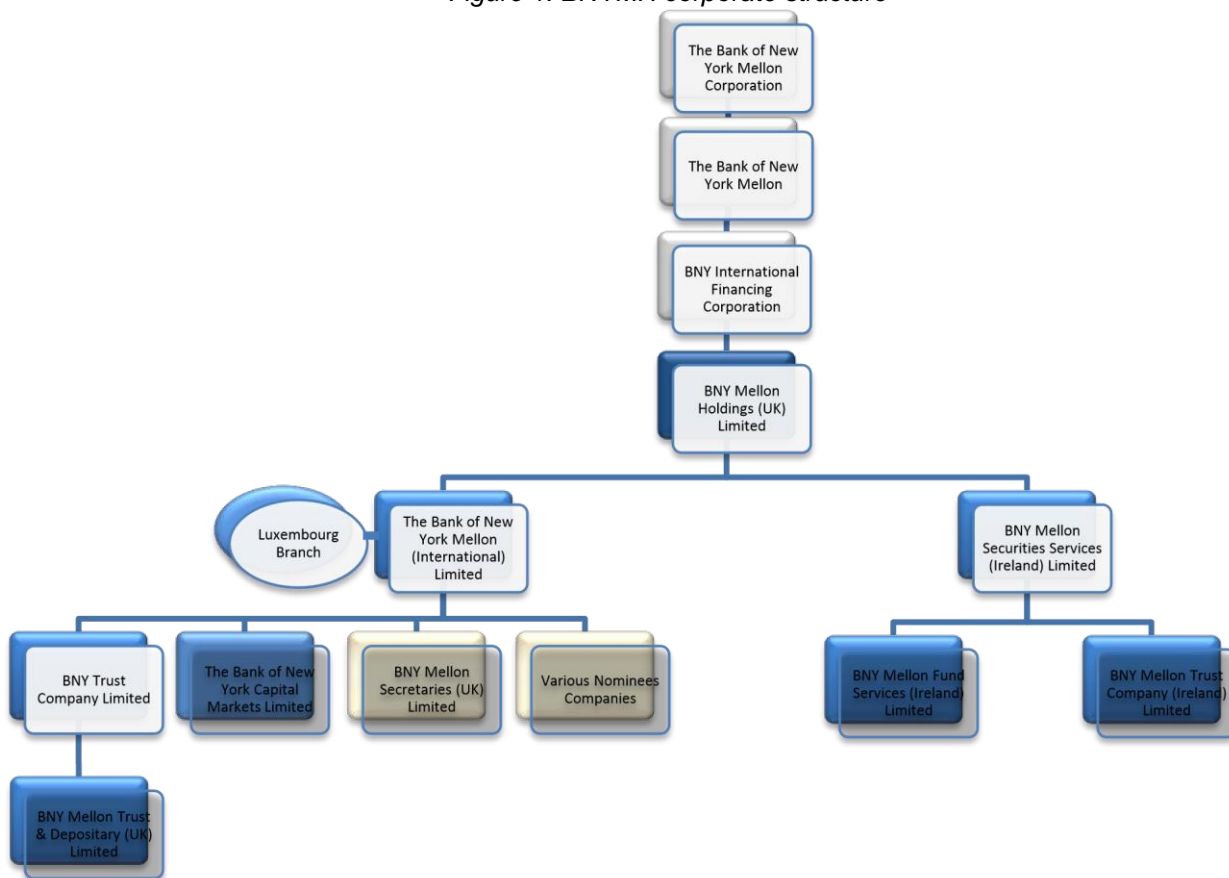 The Bank of New
York Mellon
Corporation
The Bank of New
York Mellon
BNY International
Financing
Corporation
BNY Mellon
Holdings (UK)
Limited
Luxembourg
Branch
The Bank of New
York Mellon
(International)
Limited
BNY Mellon
Securities Services
(Ireland) Limited
BNY Trust
Company Limited
The Bank of New
York Capital
Markets Limited
BNY Mellon
Secretaries (UK)
Limited
Various Nominees
Companies
BNY Mellon Fund
Services (Ireland)
Limited
BNY Mellon Trust
Company (Ireland)
Limited
BNY Mellon Trust
& Depositary (UK)
Limited